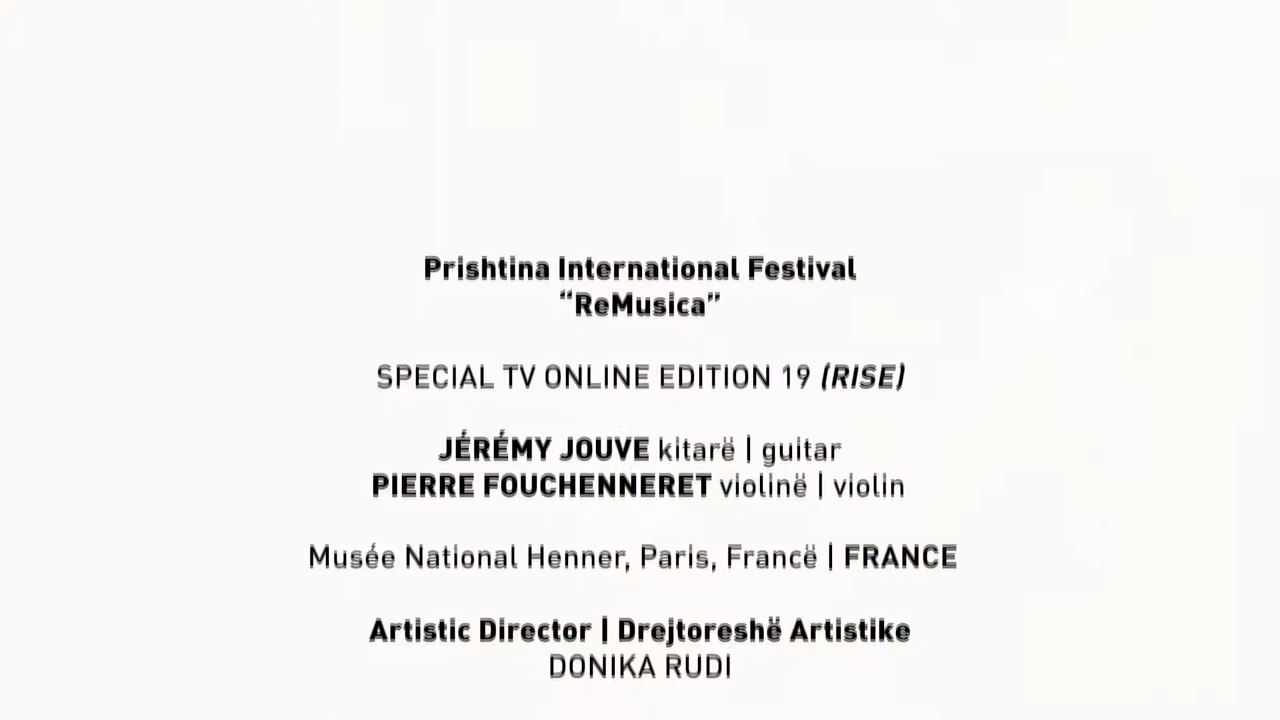 Prishtina International Festival
“ReMusica”
SPECIAL TV ONLINE EDITION 19 (RISE)
JÉRÉMY JOUVE kitarë | guitar
PIERRE FOUCHENNERET violinë | violin
Musée National Henner, Paris, Francë | FRANCE
Artistic Director | Drejtoreshë Artistike
DONIKA RUDI